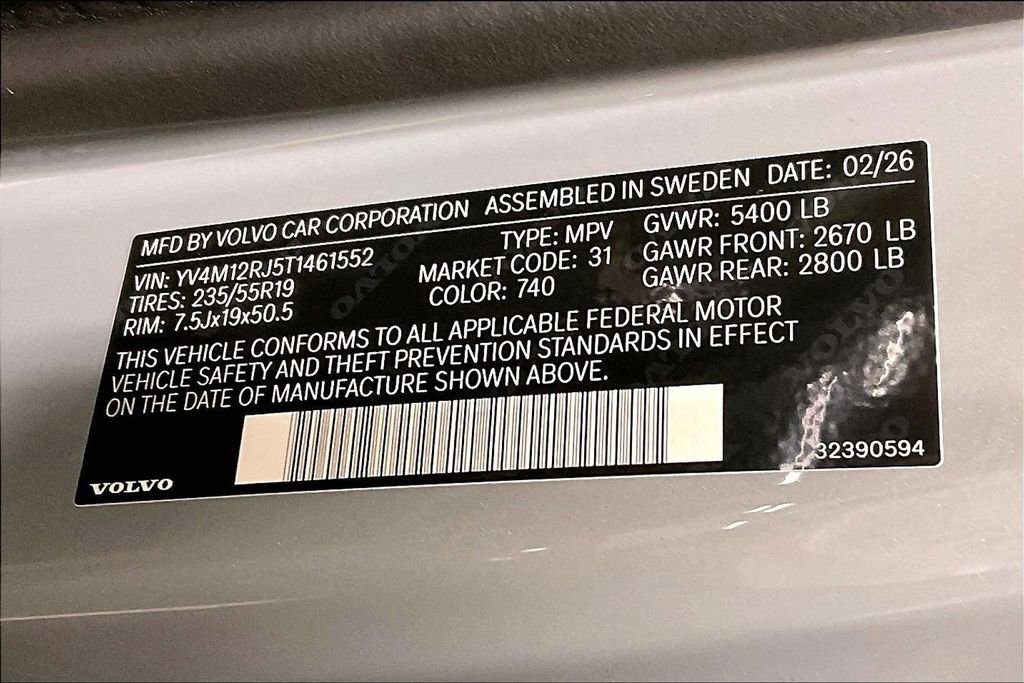 MFD BY VOLVO CAR CORPORATION ASSEMBLED IN SWEDEN DATE: 02/26
VIN: YV4M12RJ5T1461552 TYPE: MPV GVWR: 5400 LB
TIRES: 235/55R19 MARKET CODE: 31 GAWR FRONT: 2670 LB
RIM: 7.5Jx19x50.5 COLOR: 740 GAWR REAR: 2800 LB
THIS VEHICLE CONFORMS TO ALL APPLICABLE FEDERAL MOTOR
VEHICLE SAFETY AND THEFT PREVENTION STANDARDS IN EFFECT
ON THE DATE OF MANUFACTURE SHOWN ABOVE.
VOLVO 32390594